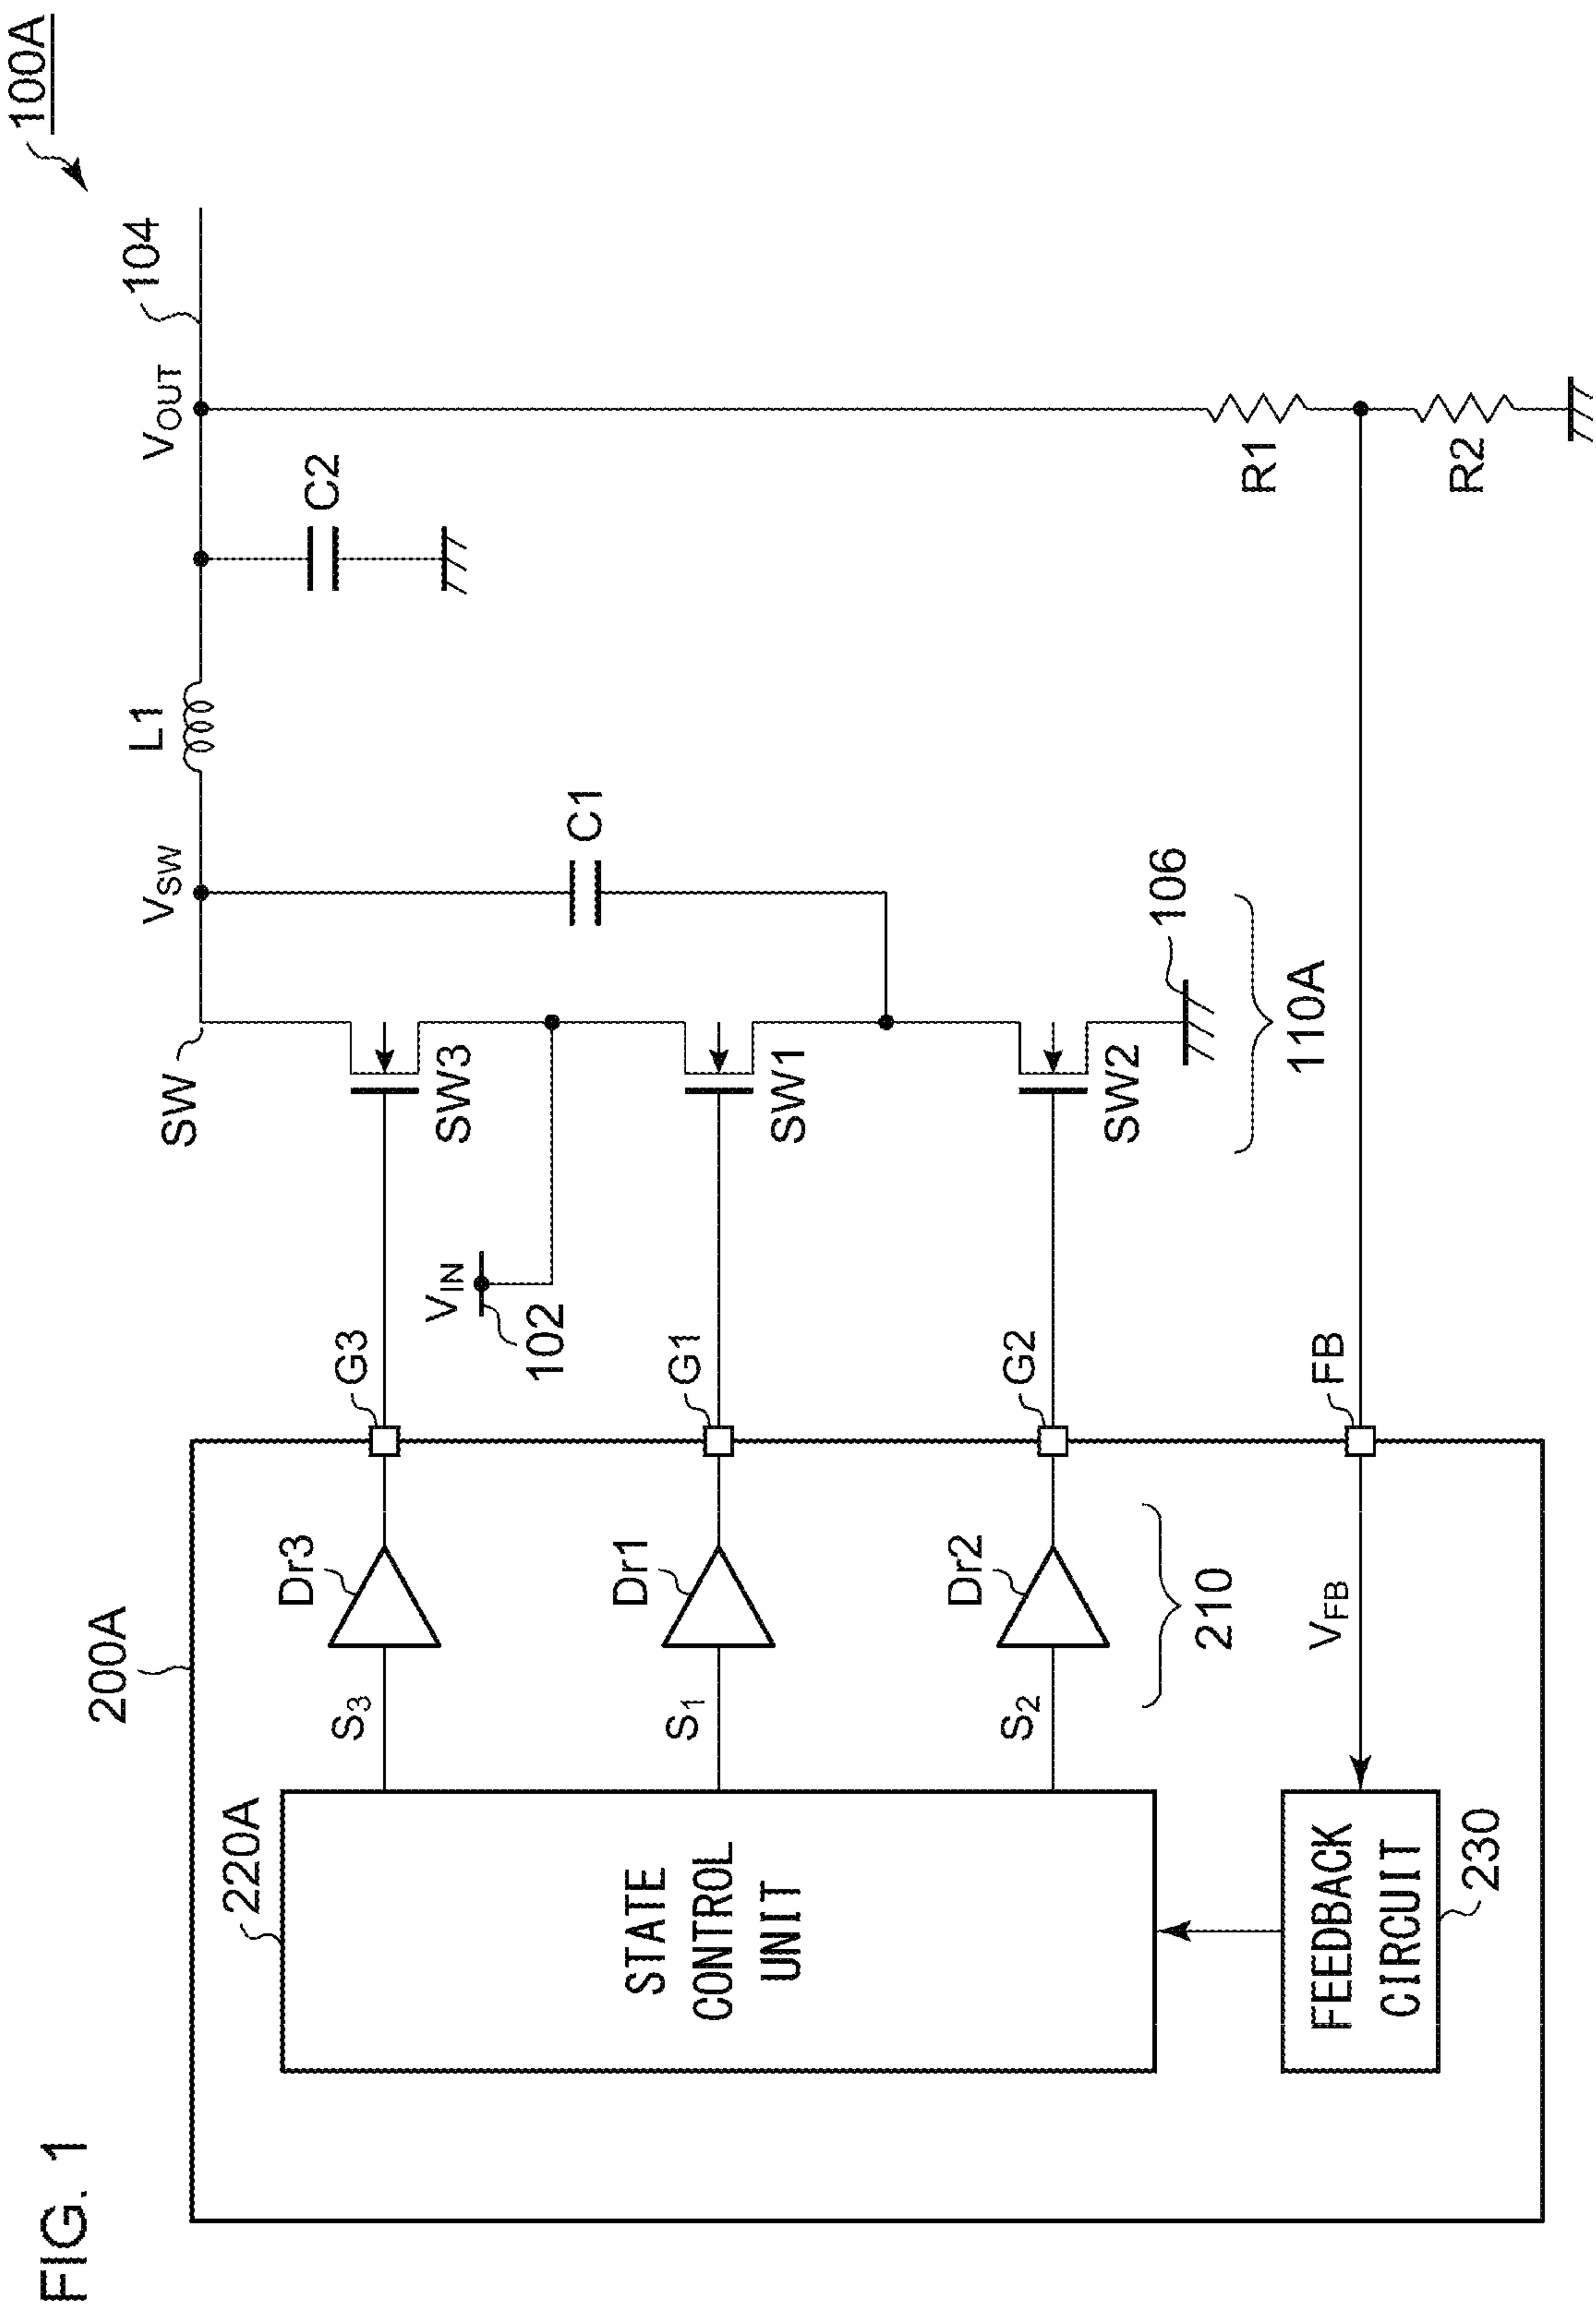 FIG. 1
100A
200A
220A
STATE
CONTROL
UNIT
S3
S1
S2
Dr3
Dr1
Dr2
210
G3
G1
G2
FB
VFB
FEEDBACK
CIRCUIT
230
VIN
102
SW
SW3
SW1
SW2
106
110A
VSW
C1
L1
C2
VOUT
104
R1
R2